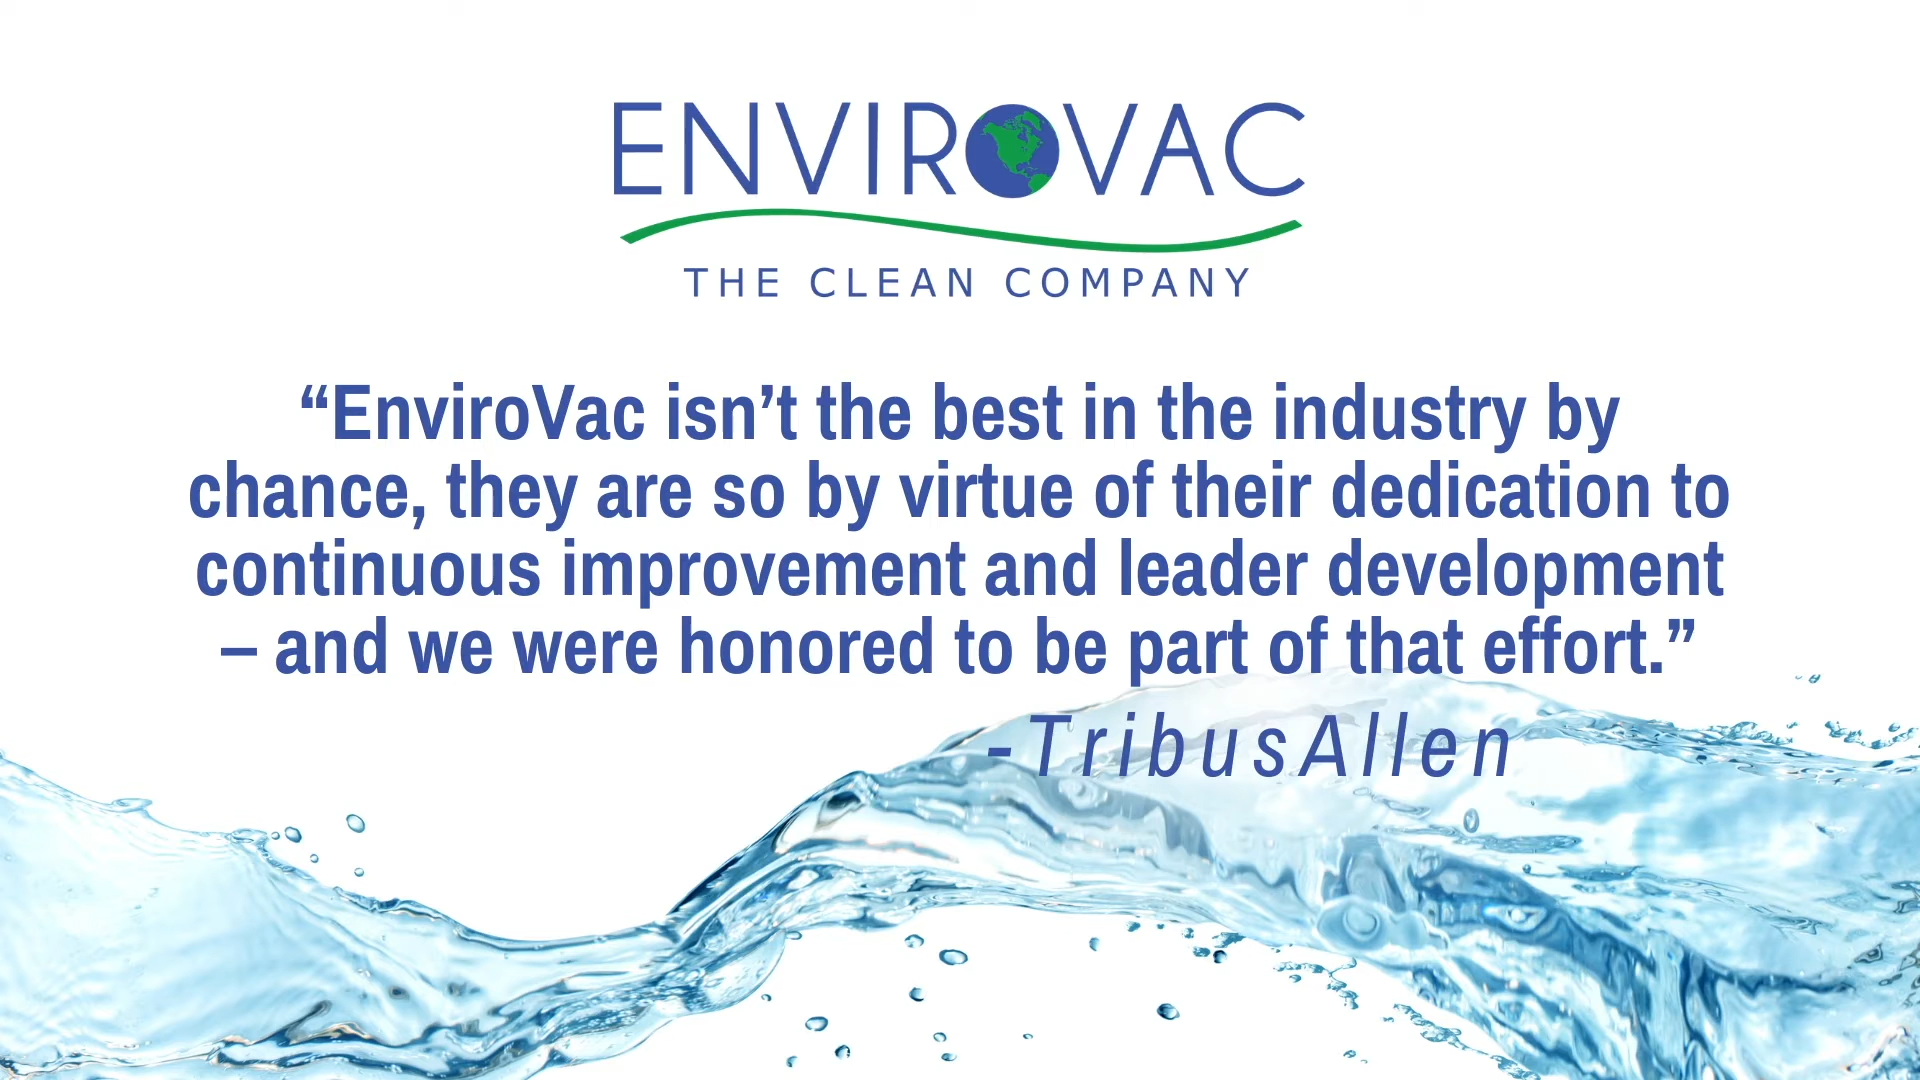 ENVIROVAC
THE CLEAN COMPANY
“EnviroVac isn’t the best in the industry by
chance, they are so by virtue of their dedication to
continuous improvement and leader development
– and we were honored to be part of that effort.”
-TribusAllen